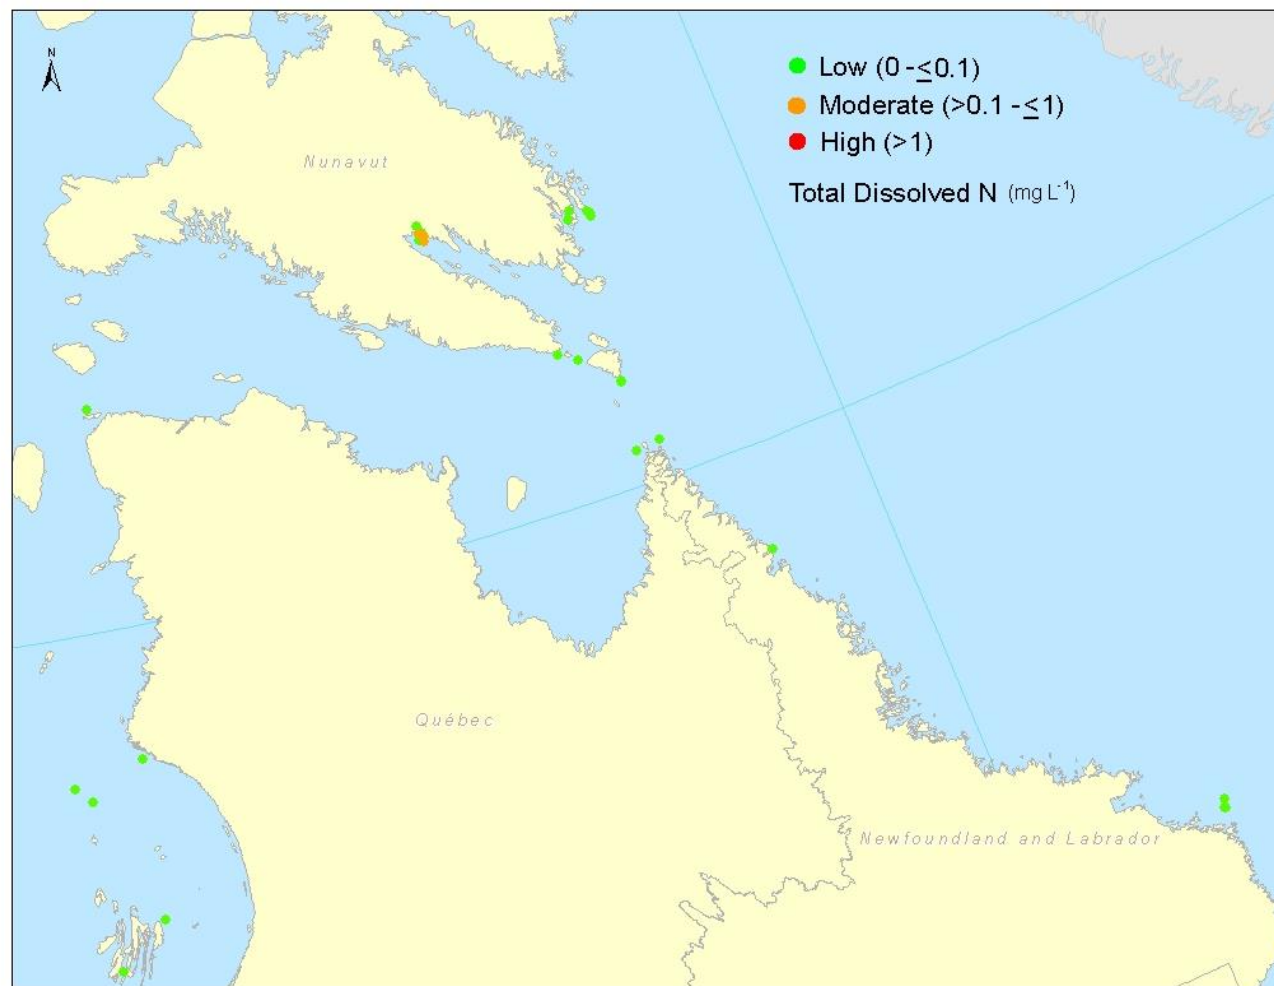 N
Low (0 -≤0.1)
Moderate (>0.1 -≤1)
High (>1)
Total Dissolved N (mg L⁻¹)
Nunavut
Québec
Newfoundland and Labrador